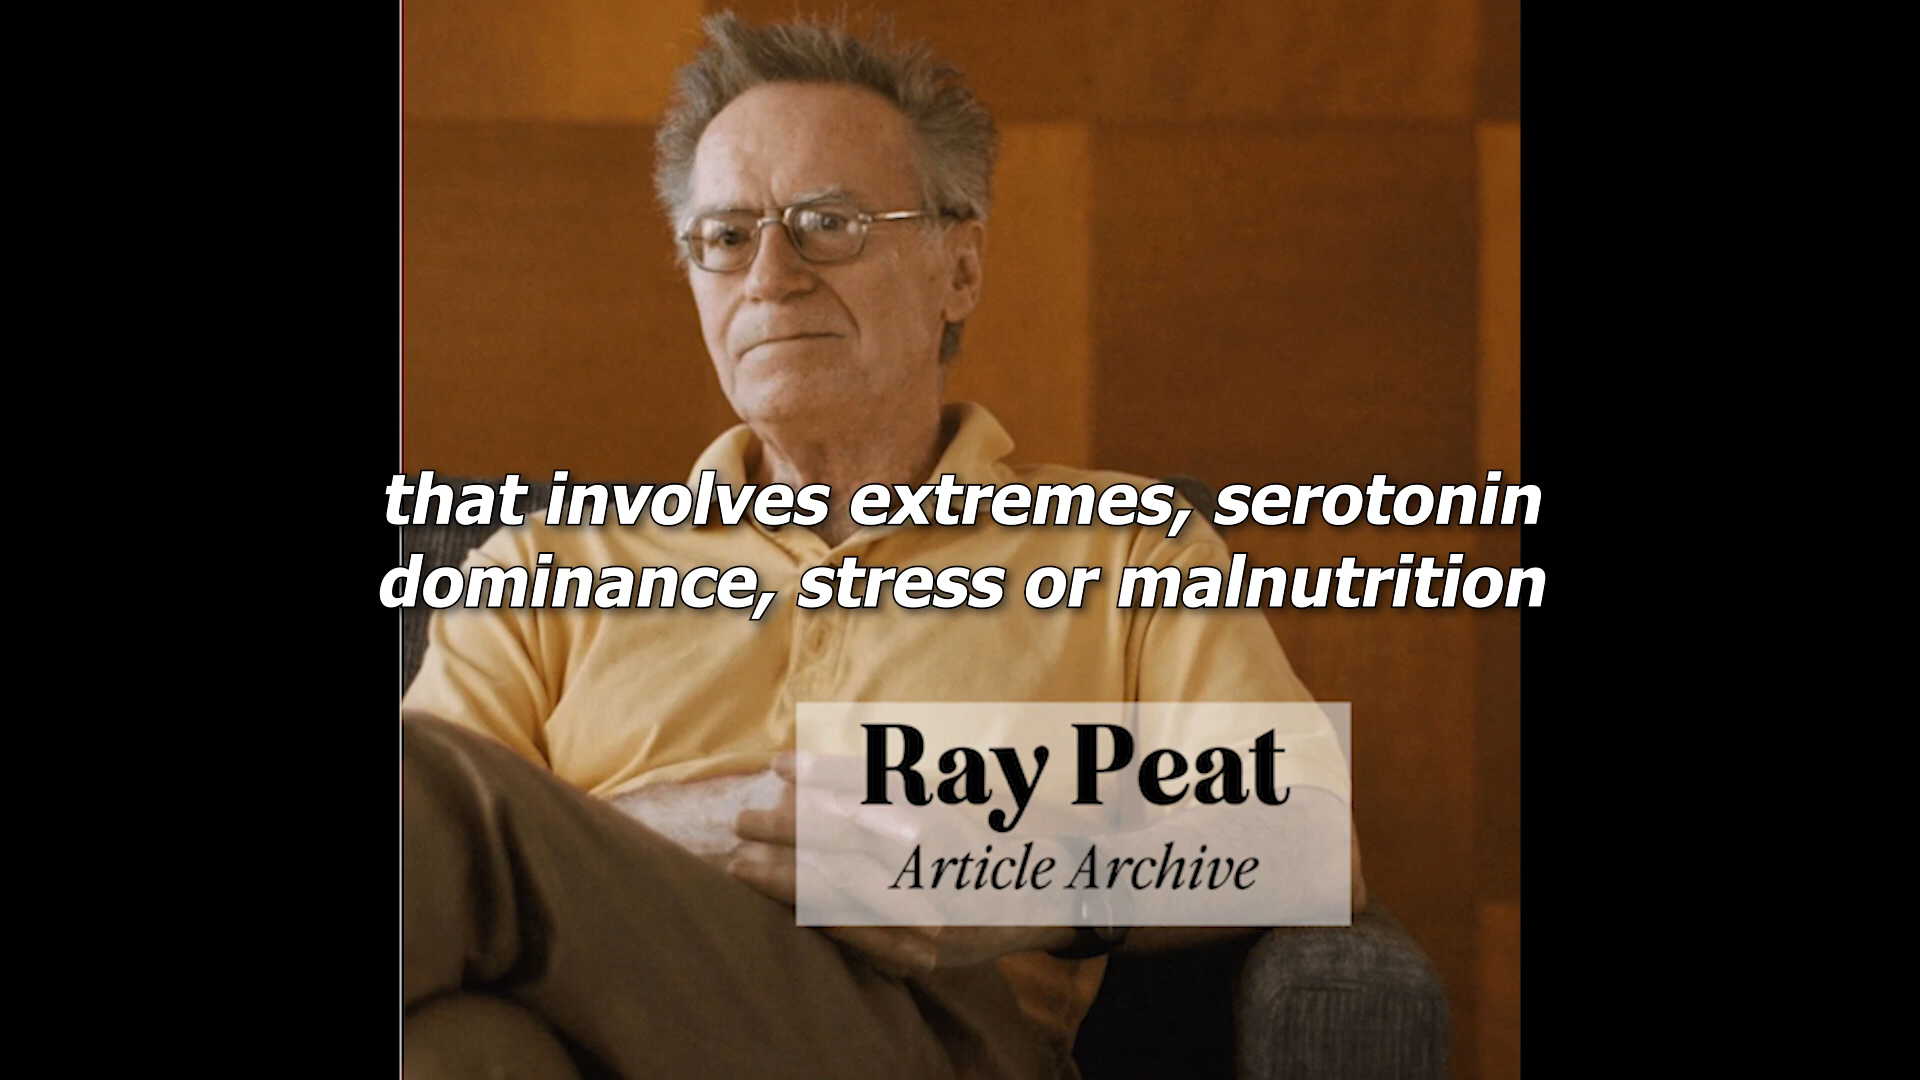 that involves extremes, serotonin
dominance, stress or malnutrition
Ray Peat
Article Archive